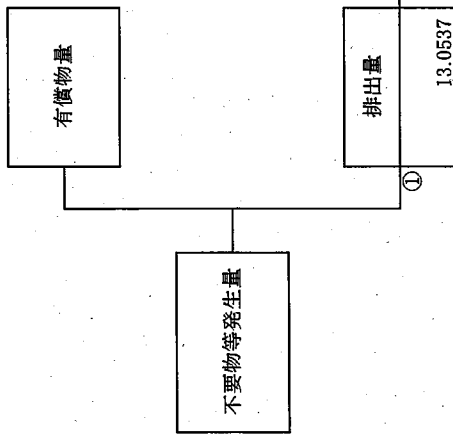 不要物等発生量
有償物量
①
排出量
13.0537